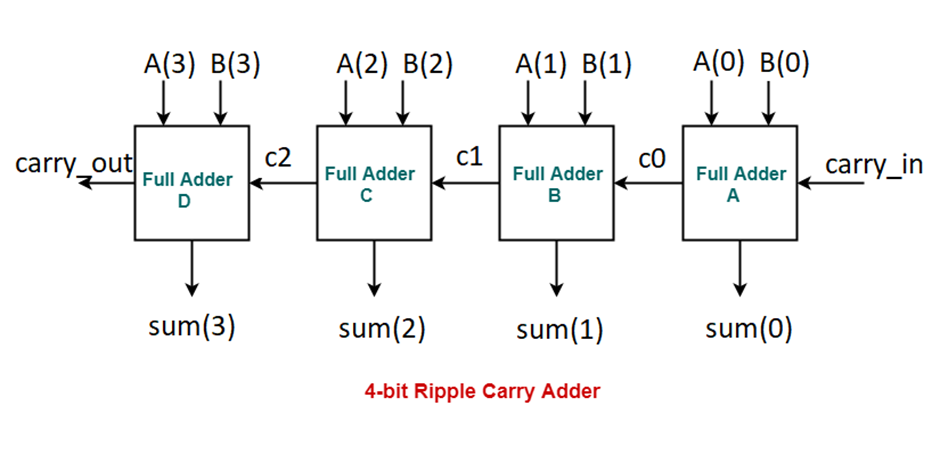 A(3) B(3) A(2) B(2) A(1) B(1) A(0) B(0)
carry_out c2 c1 c0 carry_in
Full Adder Full Adder Full Adder Full Adder
D C B A
sum(3) sum(2) sum(1) sum(0)
4-bit Ripple Carry Adder